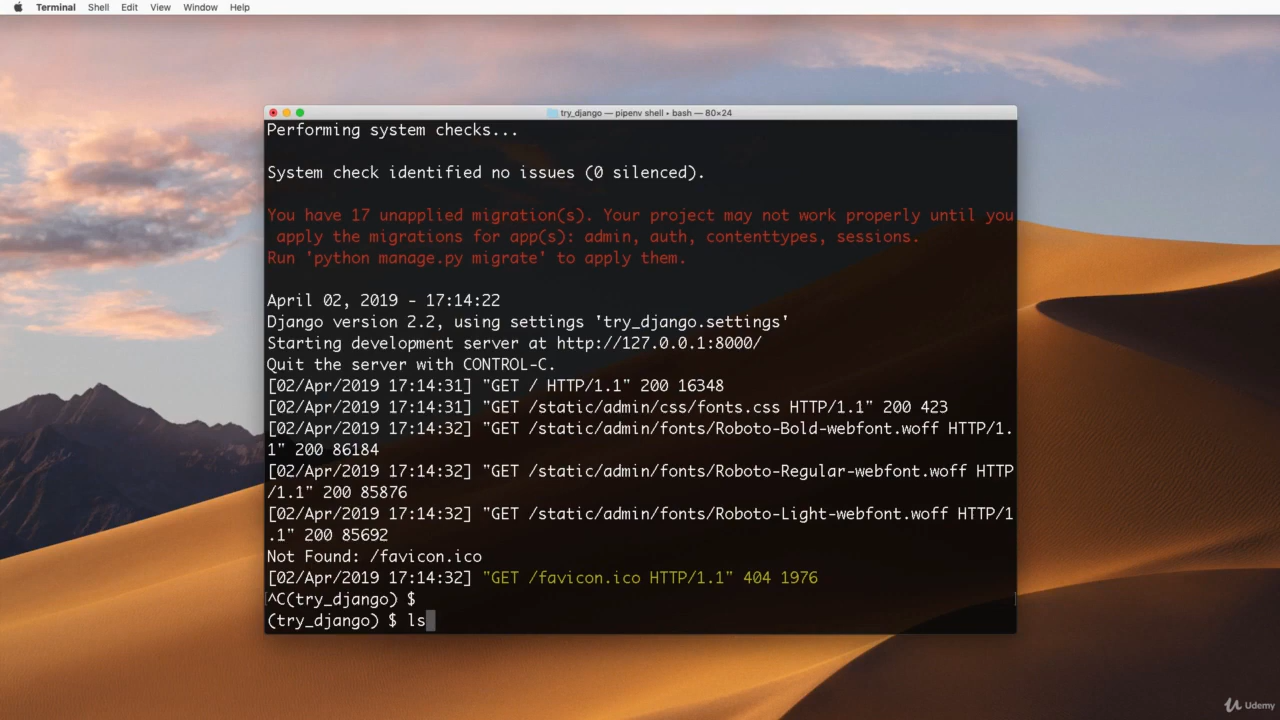 Terminal Shell Edit View Window Help
try_django — pipenv shell • bash — 80×24
Performing system checks...
System check identified no issues (0 silenced).
You have 17 unapplied migration(s). Your project may not work properly until you
apply the migrations for app(s): admin, auth, contenttypes, sessions.
Run 'python manage.py migrate' to apply them.
April 02, 2019 - 17:14:22
Django version 2.2, using settings 'try_django.settings'
Starting development server at http://127.0.0.1:8000/
Quit the server with CONTROL-C.
[02/Apr/2019 17:14:31] "GET / HTTP/1.1" 200 16348
[02/Apr/2019 17:14:31] "GET /static/admin/css/fonts.css HTTP/1.1" 200 423
[02/Apr/2019 17:14:32] "GET /static/admin/fonts/Roboto-Bold-webfont.woff HTTP/1.
1" 200 86184
[02/Apr/2019 17:14:32] "GET /static/admin/fonts/Roboto-Regular-webfont.woff HTTP
/1.1" 200 85876
[02/Apr/2019 17:14:32] "GET /static/admin/fonts/Roboto-Light-webfont.woff HTTP/1
.1" 200 85692
Not Found: /favicon.ico
[02/Apr/2019 17:14:32] "GET /favicon.ico HTTP/1.1" 404 1976
^C(try_django) $
(try_django) $ ls
Udemy